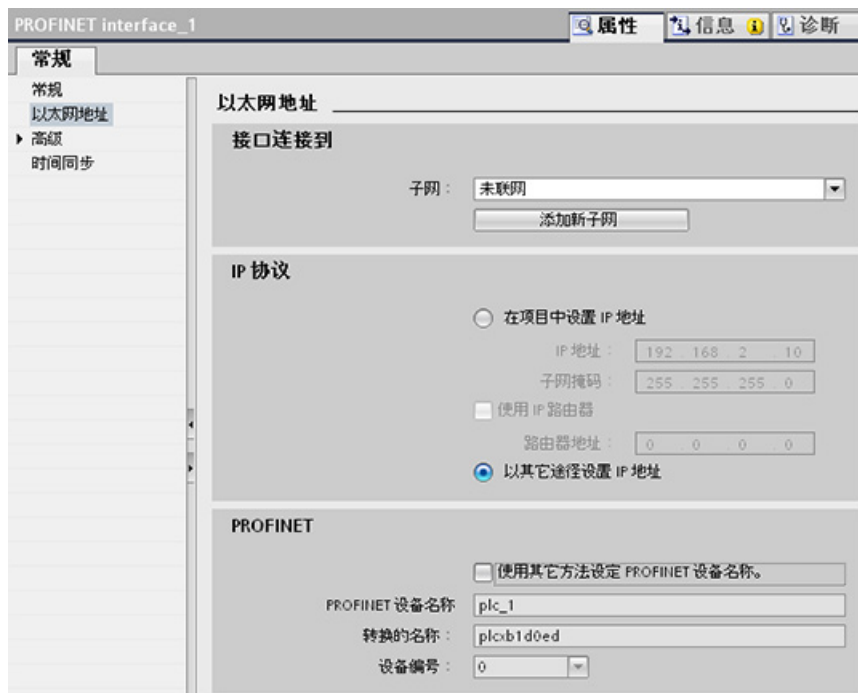 PROFINET interface_1
属性
信息
诊断
常规
常规
以太网地址
高级
时间同步
以太网地址
接口连接到
子网：
未联网
添加新子网
IP 协议
在项目中设置 IP 地址
IP 地址：
192 . 168 . 2 . 10
子网掩码：
255 . 255 . 255 . 0
使用 IP 路由器
路由器地址：
0 . 0 . 0 . 0
以其它途径设置 IP 地址
PROFINET
使用其它方法设定 PROFINET 设备名称。
PROFINET 设备名称
plc_1
转换的名称：
plcxb1d0ed
设备编号：
0